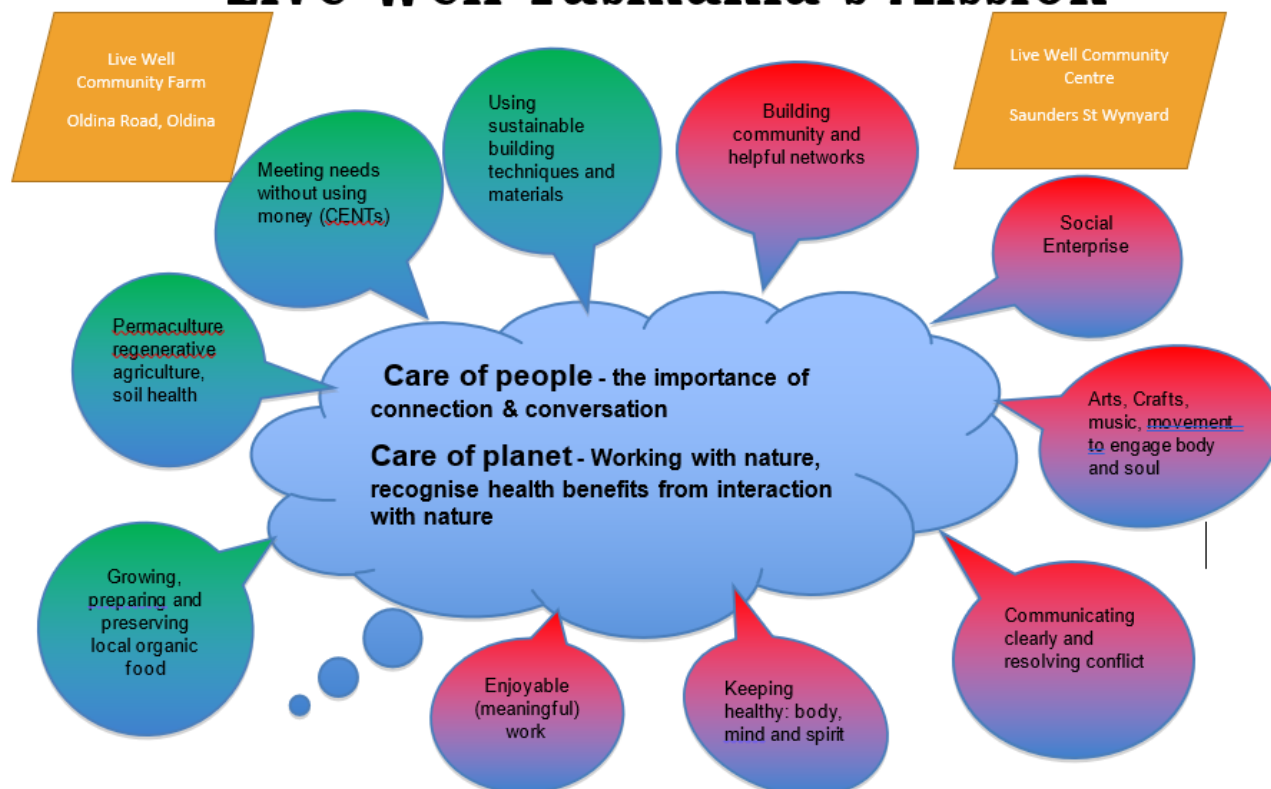 Live Well Tasmania's Mission
Live Well
Community Farm
Oldina Road, Oldina
Live Well Community
Centre
Saunders St Wynyard
Meeting needs
without using
money (CENTs)
Using
sustainable
building
techniques and
materials
Building
community and
helpful networks
Social
Enterprise
Permaculture
regenerative
agriculture,
soil health
Care of people - the importance of
connection & conversation
Care of planet - Working with nature,
recognise health benefits from interaction
with nature
Arts, Crafts,
music, movement
to engage body
and soul
Growing,
preparing and
preserving
local organic
food
Enjoyable
(meaningful)
work
Keeping
healthy: body,
mind and spirit
Communicating
clearly and
resolving conflict